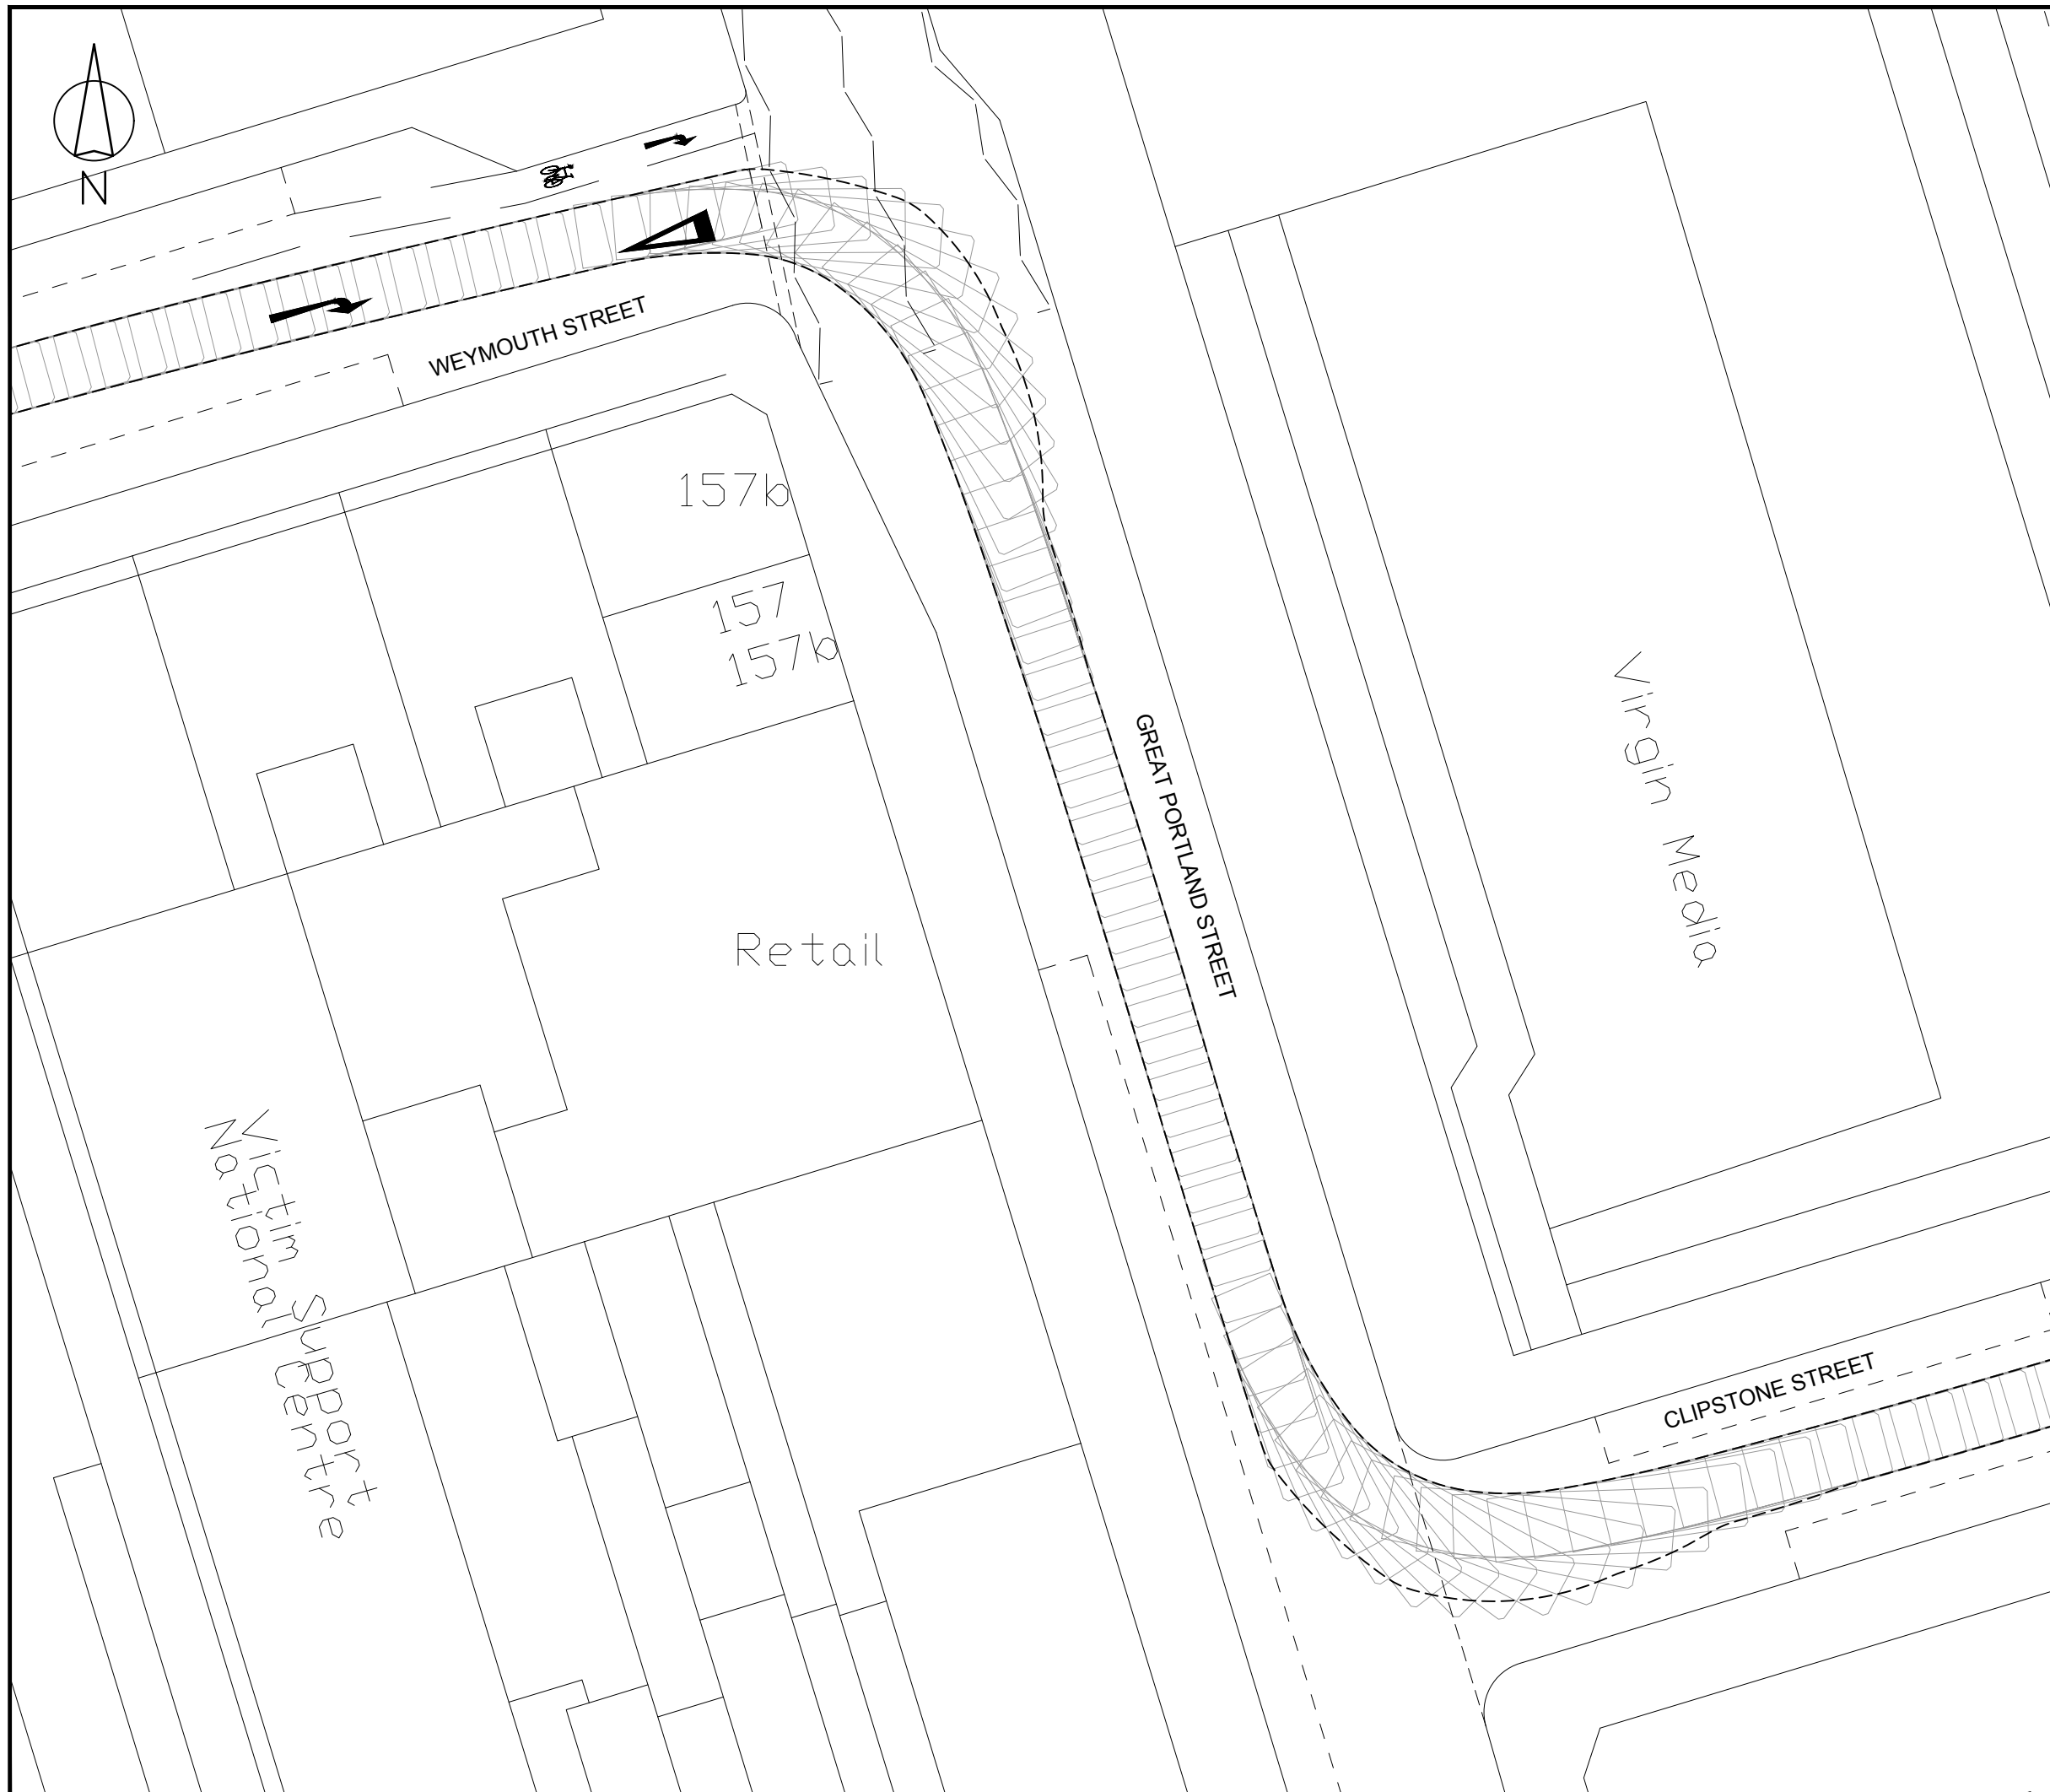 N
WEYMOUTH STREET
157b
157
157b
GREAT PORTLAND STREET
Virgin Media
Retail
Victim Support
National Centre
CLIPSTONE STREET